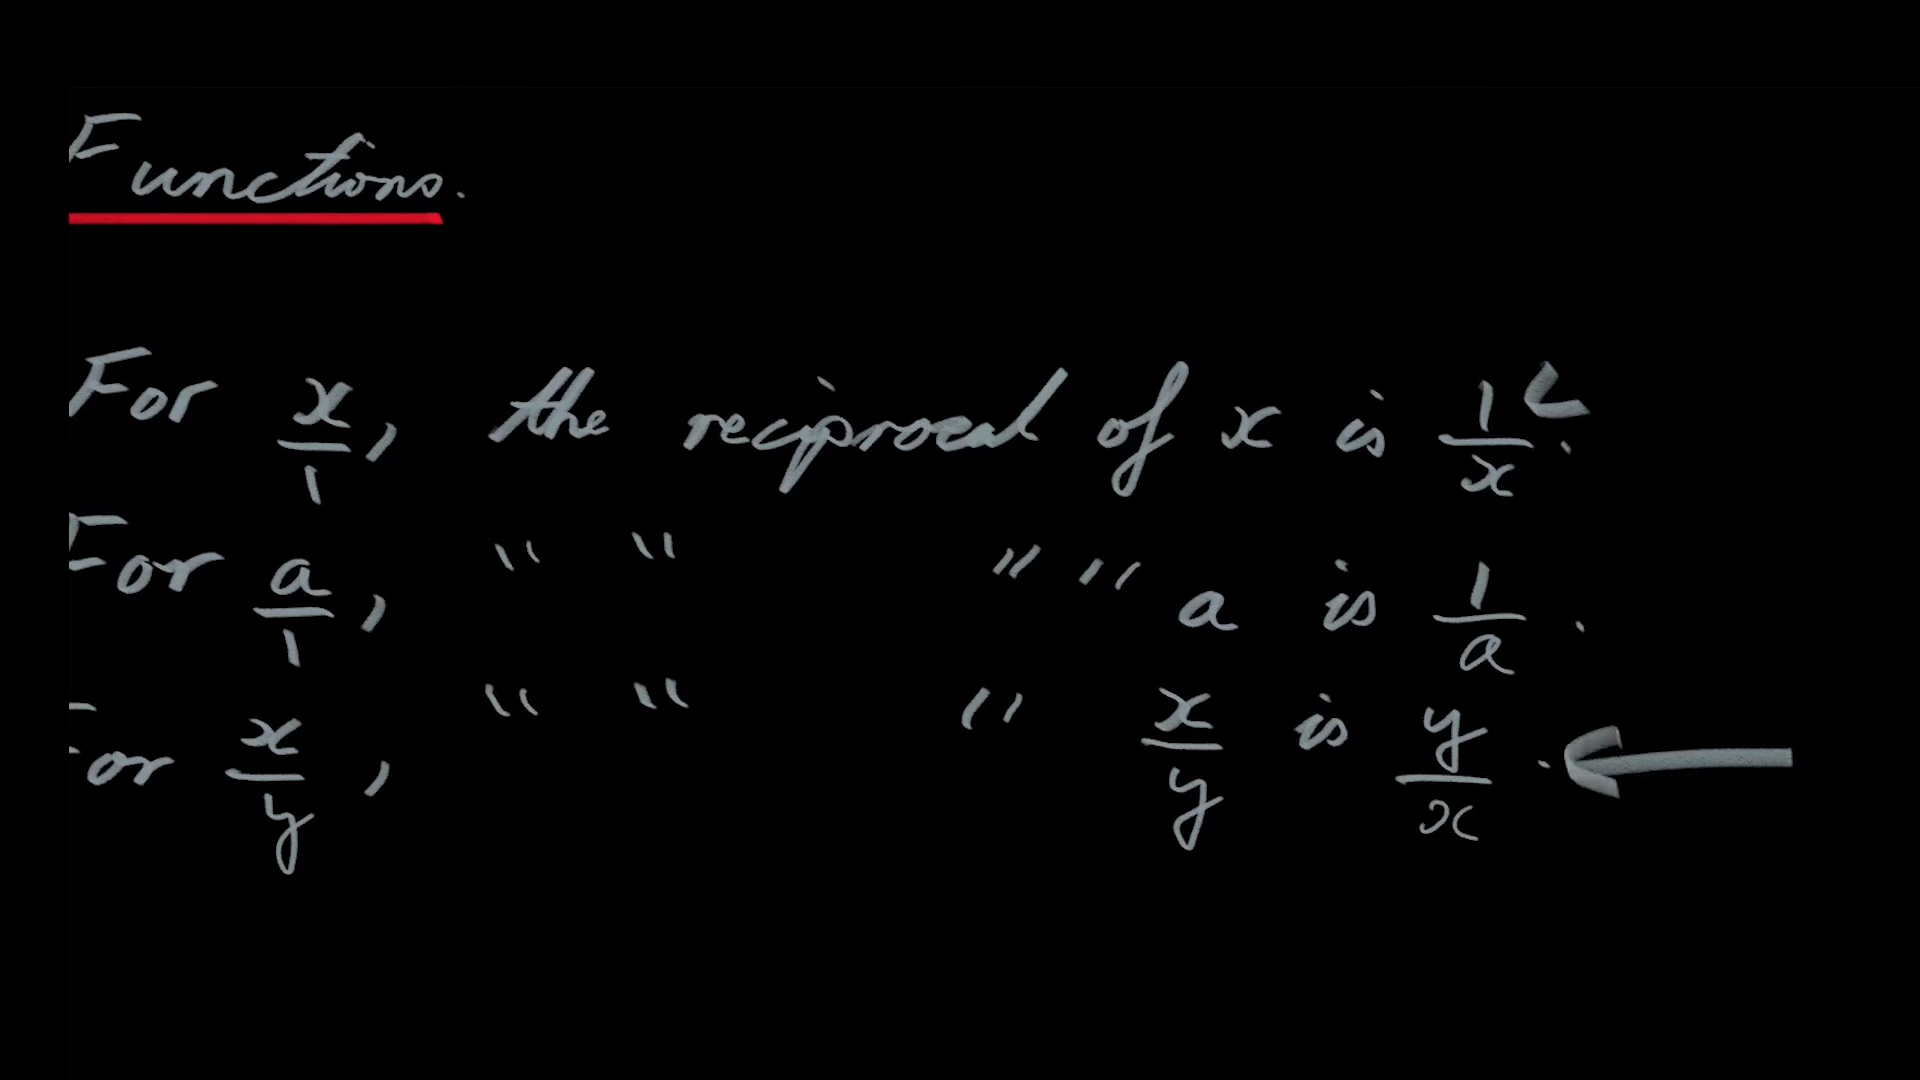 Functions.
For x/1, the reciprocal of x is 1/x.
For a/1, " " " " a is 1/a.
For x/y, " " " x/y is y/x.